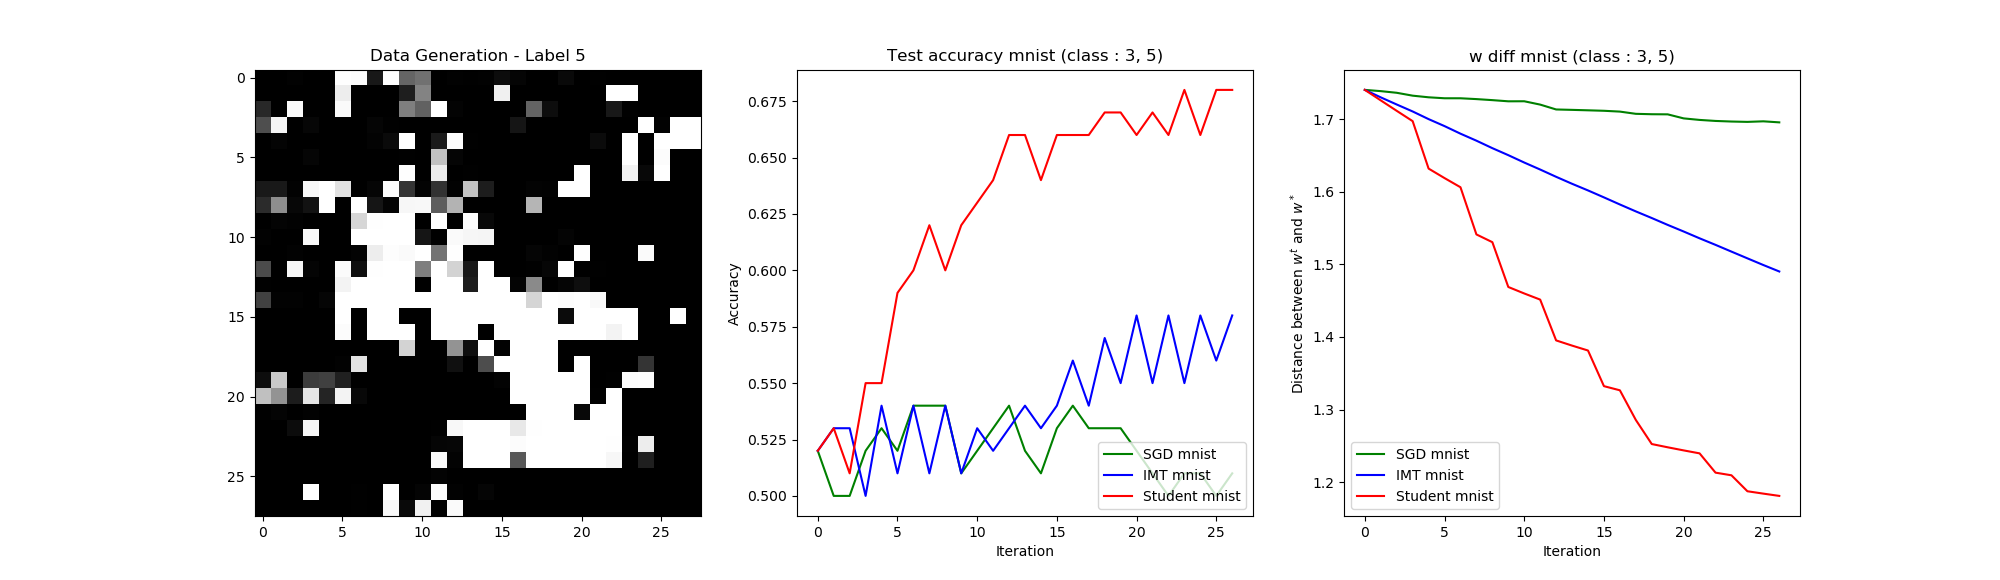 Data Generation - Label 5
0
5
10
15
20
25
0 5 10 15 20 25
Test accuracy mnist (class : 3, 5)
Accuracy
0.675
0.650
0.625
0.600
0.575
0.550
0.525
0.500
SGD mnist
IMT mnist
Student mnist
0 5 10 15 20 25
Iteration
w diff mnist (class : 3, 5)
Distance between w^t and w^*
1.7
1.6
1.5
1.4
1.3
1.2
SGD mnist
IMT mnist
Student mnist
0 5 10 15 20 25
Iteration